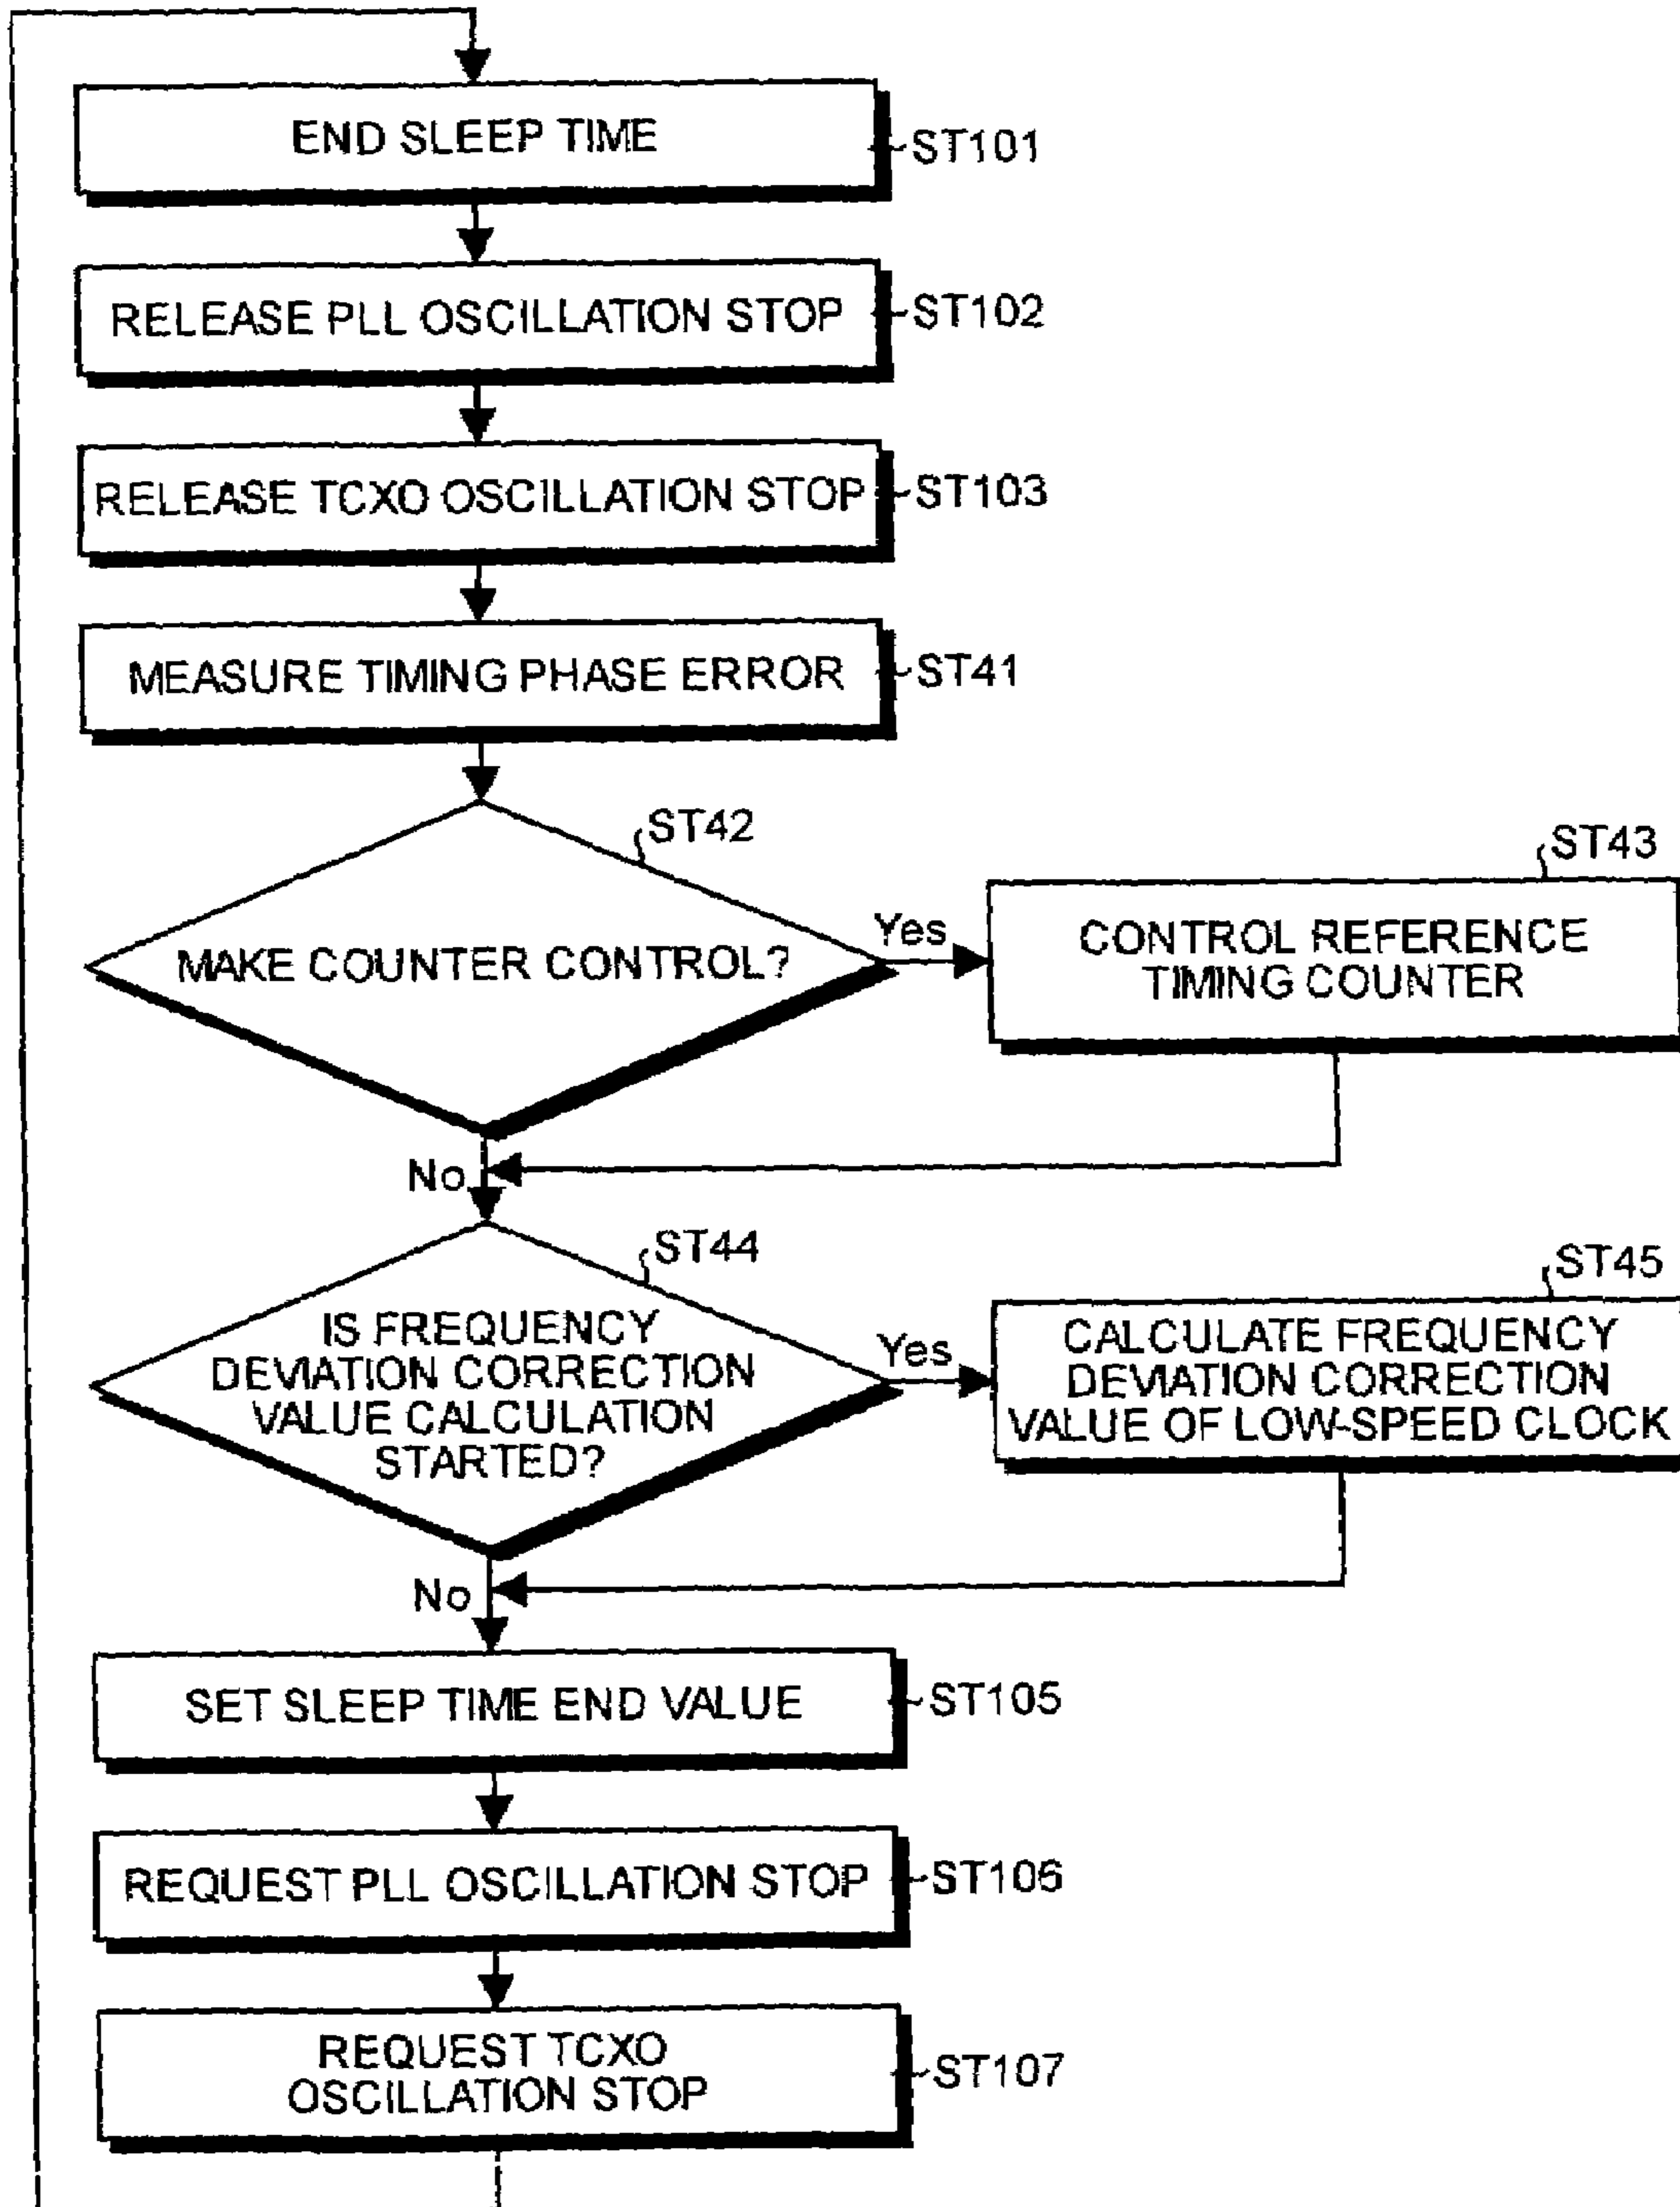 END SLEEP TIME
ST101
RELEASE PLL OSCILLATION STOP
ST102
RELEASE TCXO OSCILLATION STOP
ST103
MEASURE TIMING PHASE ERROR
ST41
ST42
MAKE COUNTER CONTROL?
Yes
ST43
CONTROL REFERENCE
TIMING COUNTER
No
ST44
IS FREQUENCY
DEVIATION CORRECTION
VALUE CALCULATION
STARTED?
Yes
ST45
CALCULATE FREQUENCY
DEVIATION CORRECTION
VALUE OF LOW-SPEED CLOCK
No
SET SLEEP TIME END VALUE
ST105
REQUEST PLL OSCILLATION STOP
ST106
REQUEST TCXO
OSCILLATION STOP
ST107